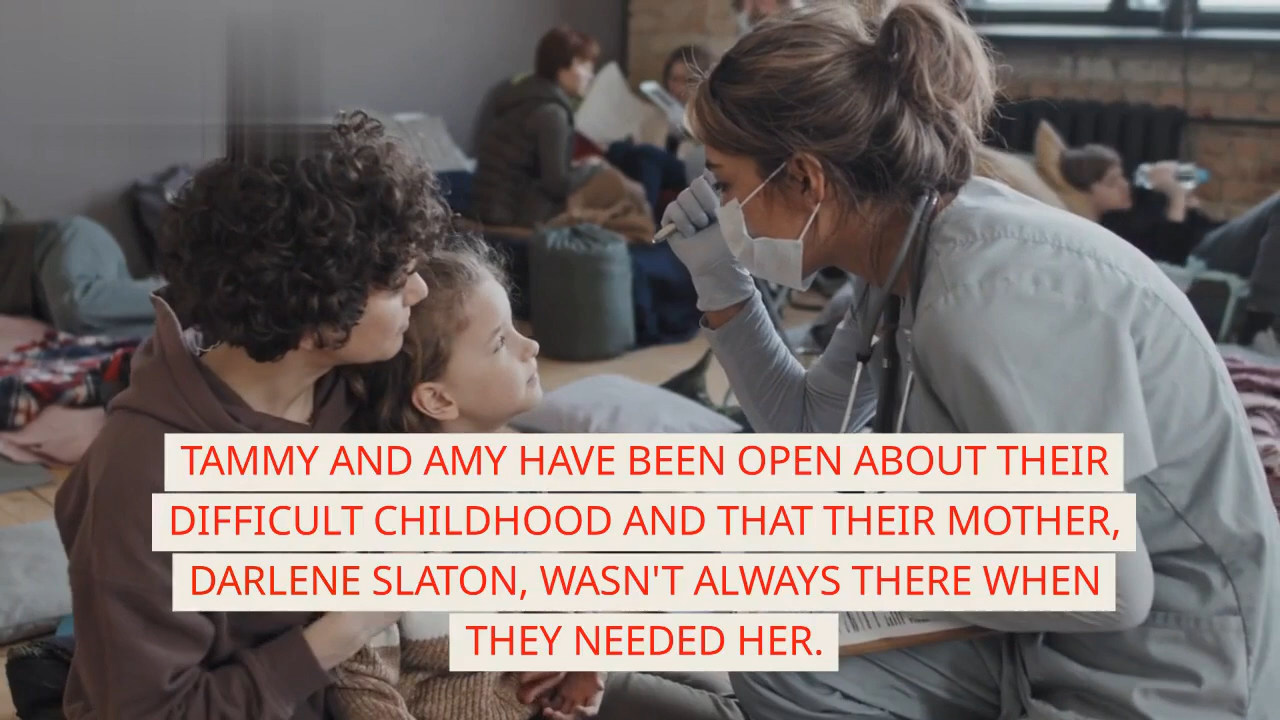 TAMMY AND AMY HAVE BEEN OPEN ABOUT THEIR
DIFFICULT CHILDHOOD AND THAT THEIR MOTHER,
DARLENE SLATON, WASN'T ALWAYS THERE WHEN
THEY NEEDED HER.